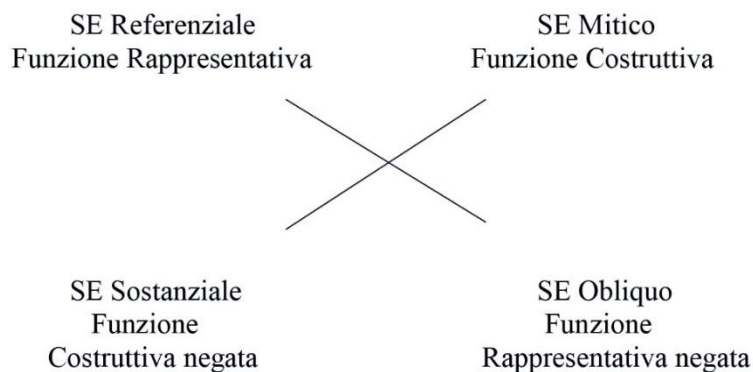 SE Referenziale
Funzione Rappresentativa
SE Mitico
Funzione Costruttiva
SE Sostanziale
Funzione
Costruttiva negata
SE Obliquo
Funzione
Rappresentativa negata